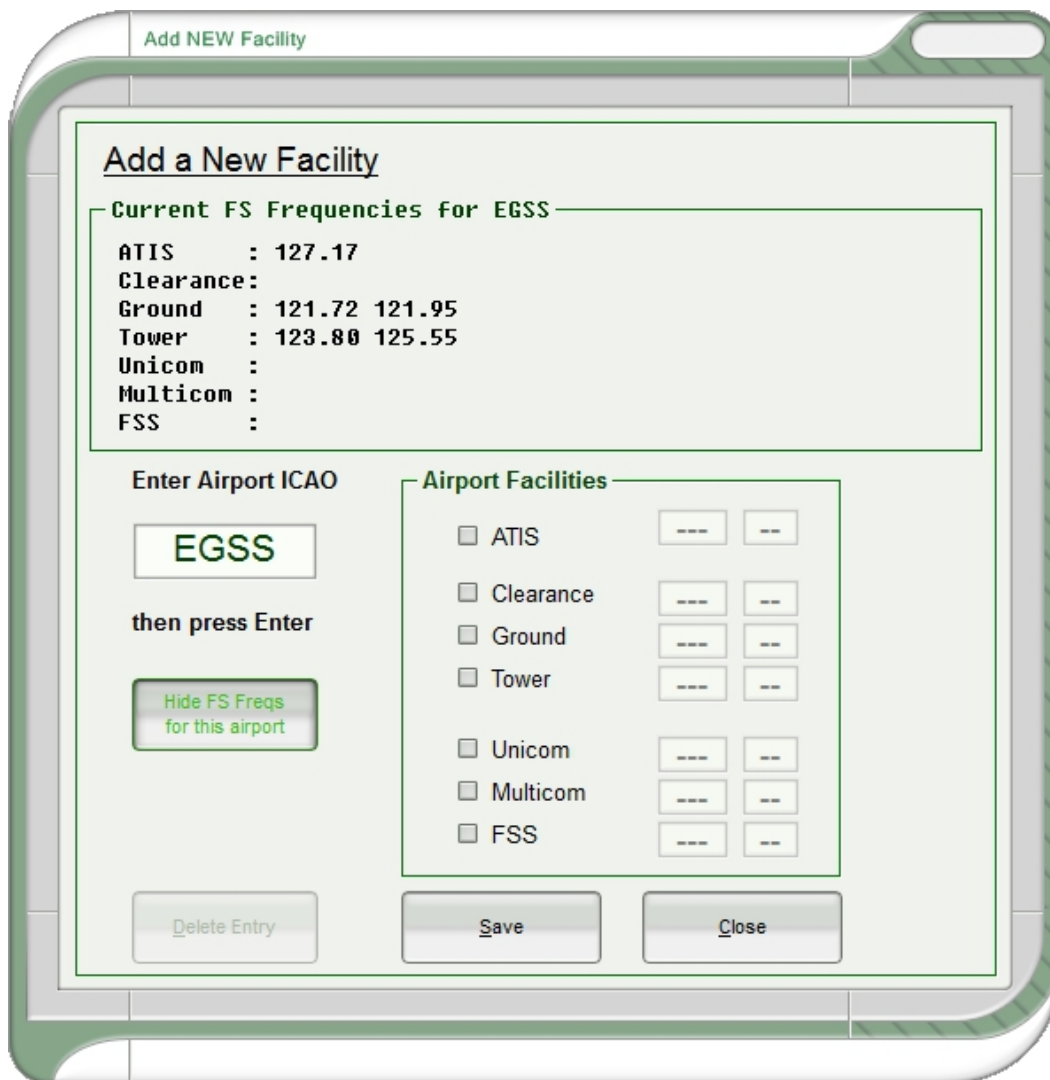 Add NEW Facility
Add a New Facility
Current FS Frequencies for EGSS
ATIS : 127.17
Clearance:
Ground : 121.72 121.95
Tower : 123.80 125.55
Unicom :
Multicom :
FSS :
Enter Airport ICAO
EGSS
then press Enter
Hide FS Freqs
for this airport
Airport Facilities
ATIS --- --
Clearance --- --
Ground --- --
Tower --- --
Unicom --- --
Multicom --- --
FSS --- --
Delete Entry
Save
Close